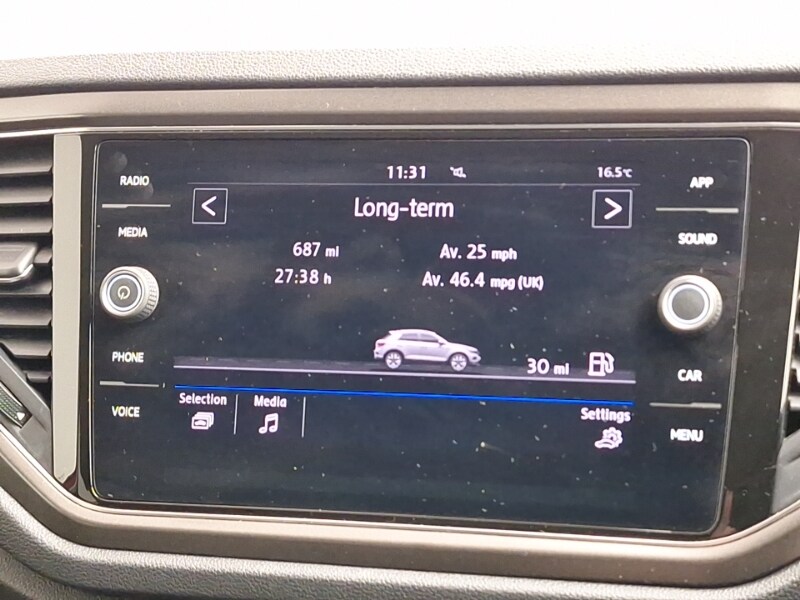 11:31
16.5°C
RADIO
APP
Long-term
MEDIA
SOUND
687 mi
Av. 25 mph
27:38 h
Av. 46.4 mpg (UK)
PHONE
30 mi
CAR
VOICE
Selection
Media
Settings
MENU